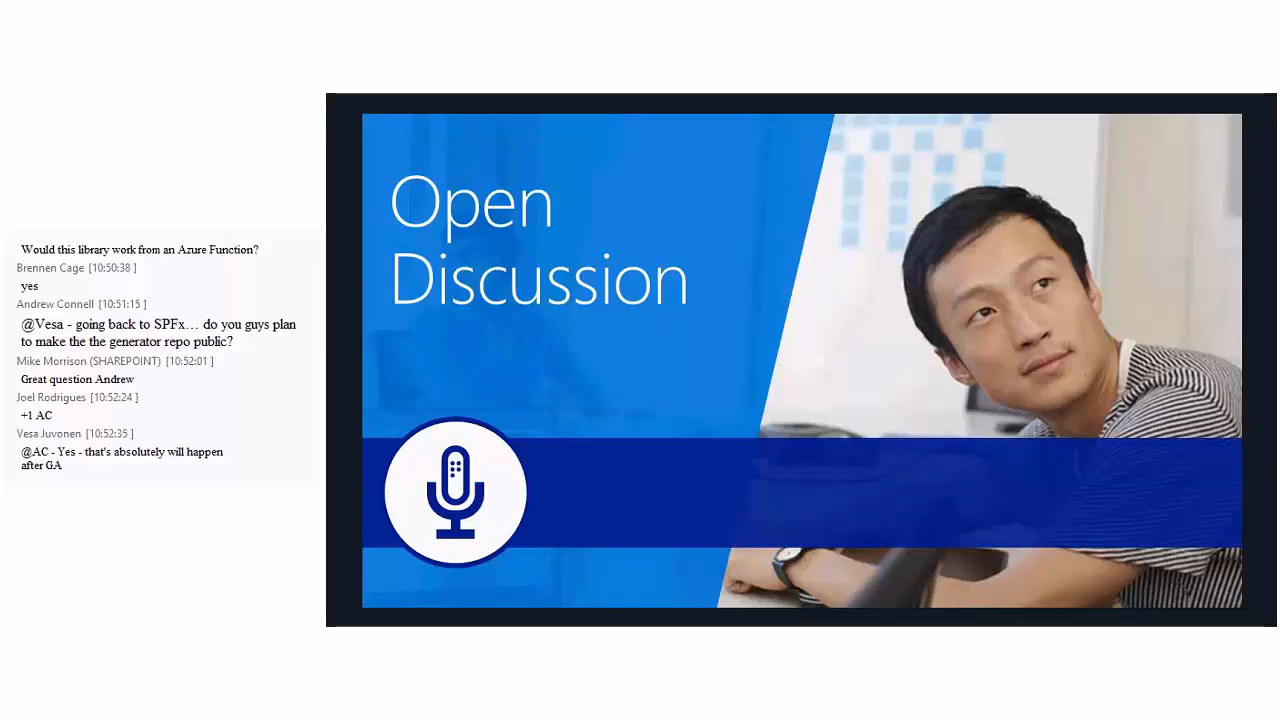 Would this library work from an Azure Function?
Brennen Cage [10:50:38 ]
yes
Andrew Connell [10:51:15 ]
@Vesa - going back to SPFx... do you guys plan
to make the the generator repo public?
Mike Morrison (SHAREPOINT) [10:52:01 ]
Great question Andrew
Joel Rodrigues [10:52:24 ]
+1 AC
Vesa Juvonen [10:52:35 ]
@AC - Yes - that's absolutely will happen
after GA
Open
Discussion